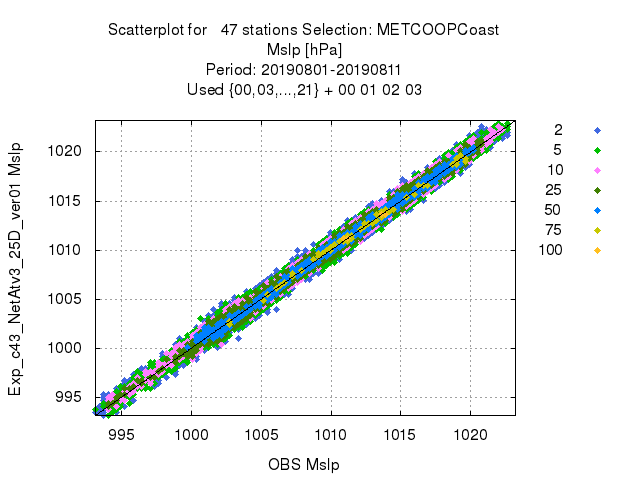 Scatterplot for 47 stations Selection: METCOOPCoast
Mslp [hPa]
Period: 20190801-20190811
Used {00,03,...,21} + 00 01 02 03
Exp_c43_NetAtv3_25D_ver01 Mslp
1020
1015
1010
1005
1000
995
995 1000 1005 1010 1015 1020
OBS Mslp
2
5
10
25
50
75
100